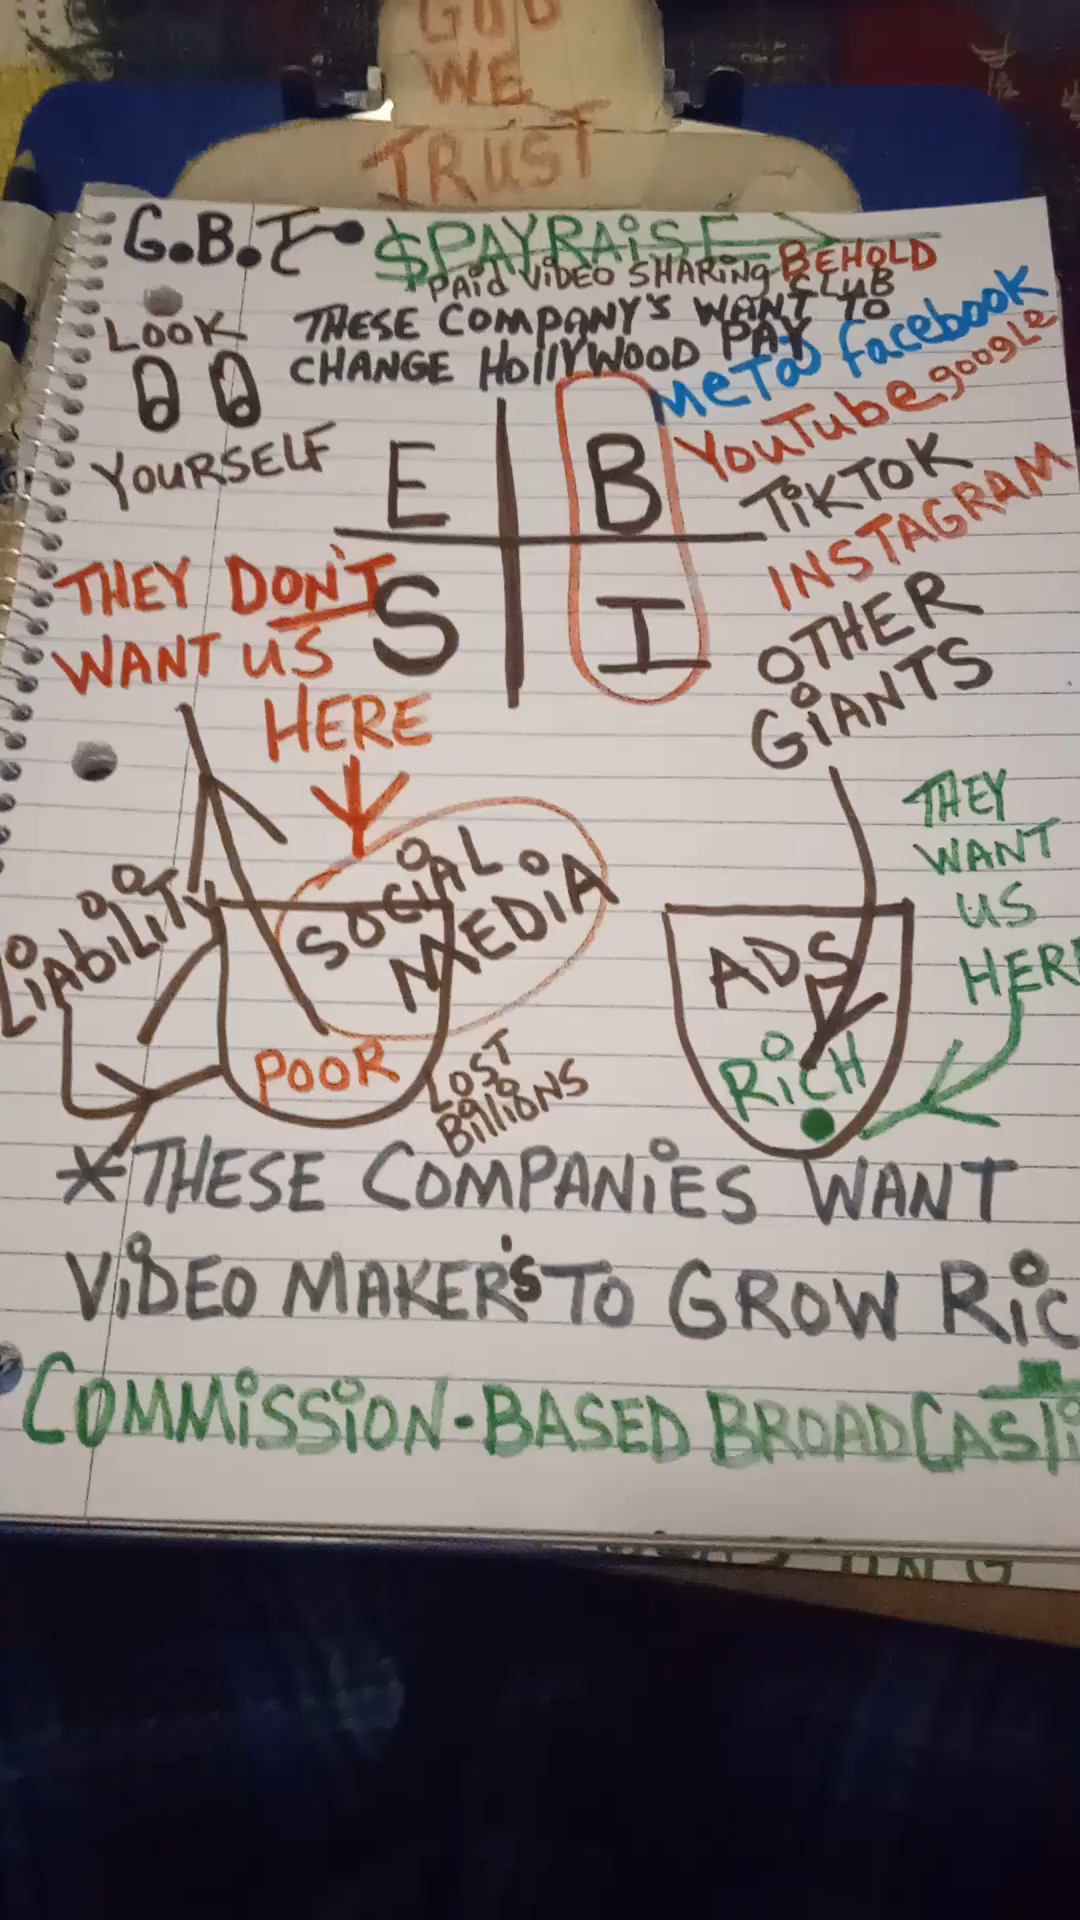 GOD
WE
TRUST
G.B.I
$PAYRAiSE
PAid ViDEO SHARiNG CLUB
BEHOLD
LOOK
YOURSELF
THESE COMPANY'S WANT TO
CHANGE HOllYWOOD PAY
META facebook
YouTube google
TiKTOK
INSTAGRAM
OTHER
GiANTS
E B
S I
THEY DON'T
WANT US
HERE
LiAbiLiTY
SOCiAL
MEDiA
POOR
LOST
BillIONS
ADS
RiCH
THEY
WANT
US
HERE
*THESE COMPANiES WANT
ViDEO MAKER'S TO GROW RiC
COMMiSSiON-BASED BROADCASTi